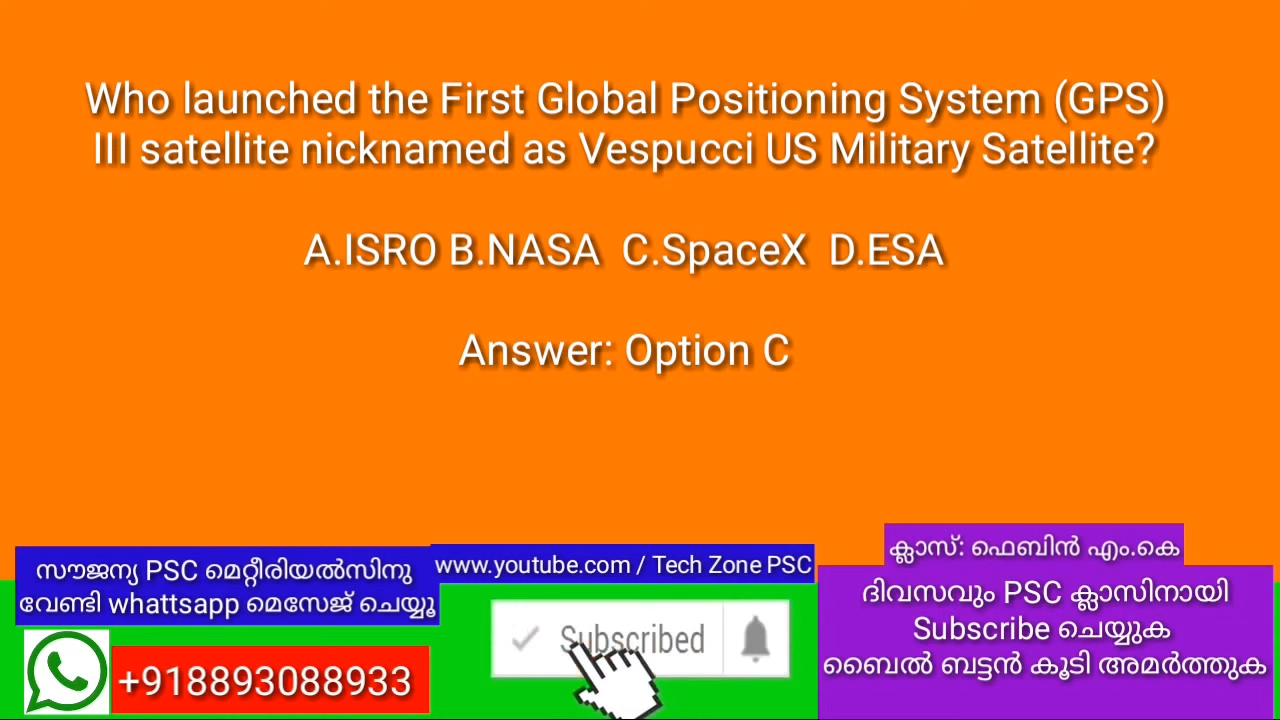 Who launched the First Global Positioning System (GPS)
III satellite nicknamed as Vespucci US Military Satellite?
A.ISRO B.NASA C.SpaceX D.ESA
Answer: Option C
സൗജന്യ PSC മെറ്റീരിയൽസിനു
വേണ്ടി whattsapp മെസേജ് ചെയ്യൂ
+918893088933
www.youtube.com / Tech Zone PSC
Subscribed
ക്ലാസ്: ഫെബിൻ എം.കെ
ദിവസവും PSC ക്ലാസിനായി
Subscribe ചെയ്യുക
ബൈൽ ബട്ടൻ കൂടി അമർത്തുക